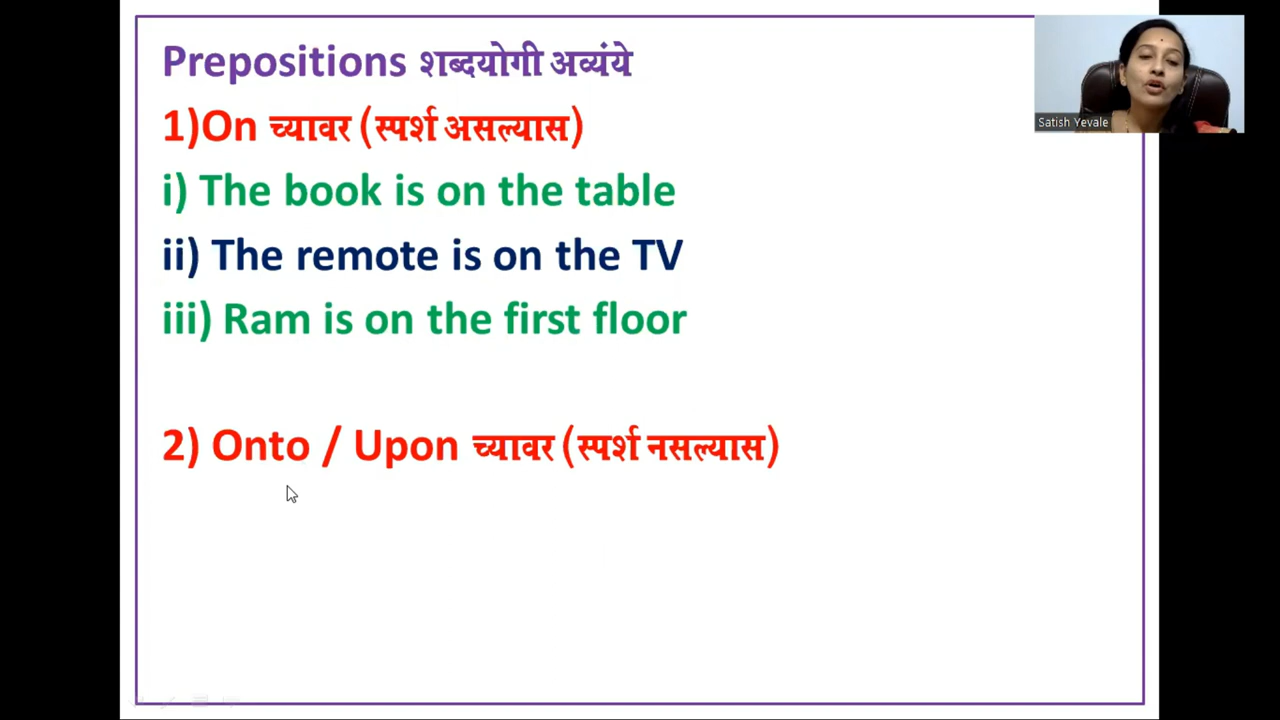 Prepositions शब्दयोगी अव्यंये
1)On च्यावर (स्पर्श असल्यास)
i) The book is on the table
ii) The remote is on the TV
iii) Ram is on the first floor
2) Onto / Upon च्यावर (स्पर्श नसल्यास)
Satish Yevale